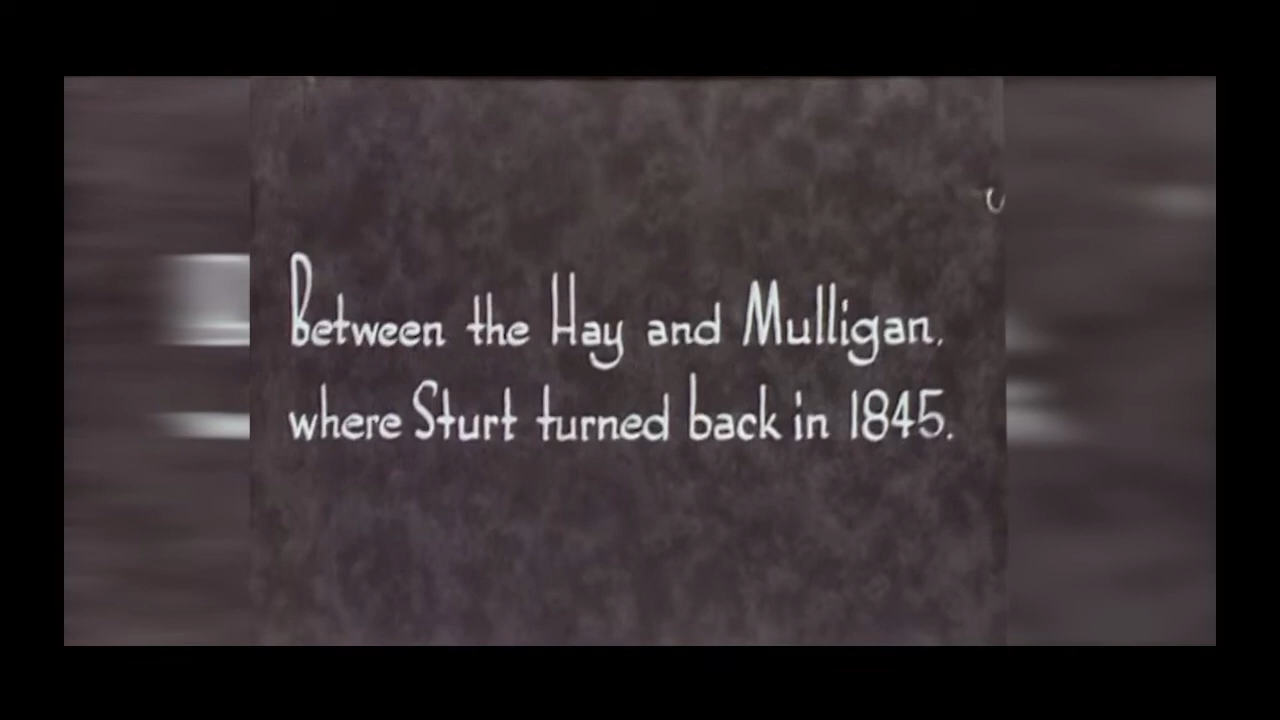 Between the Hay and Mulligan,
where Sturt turned back in 1845.